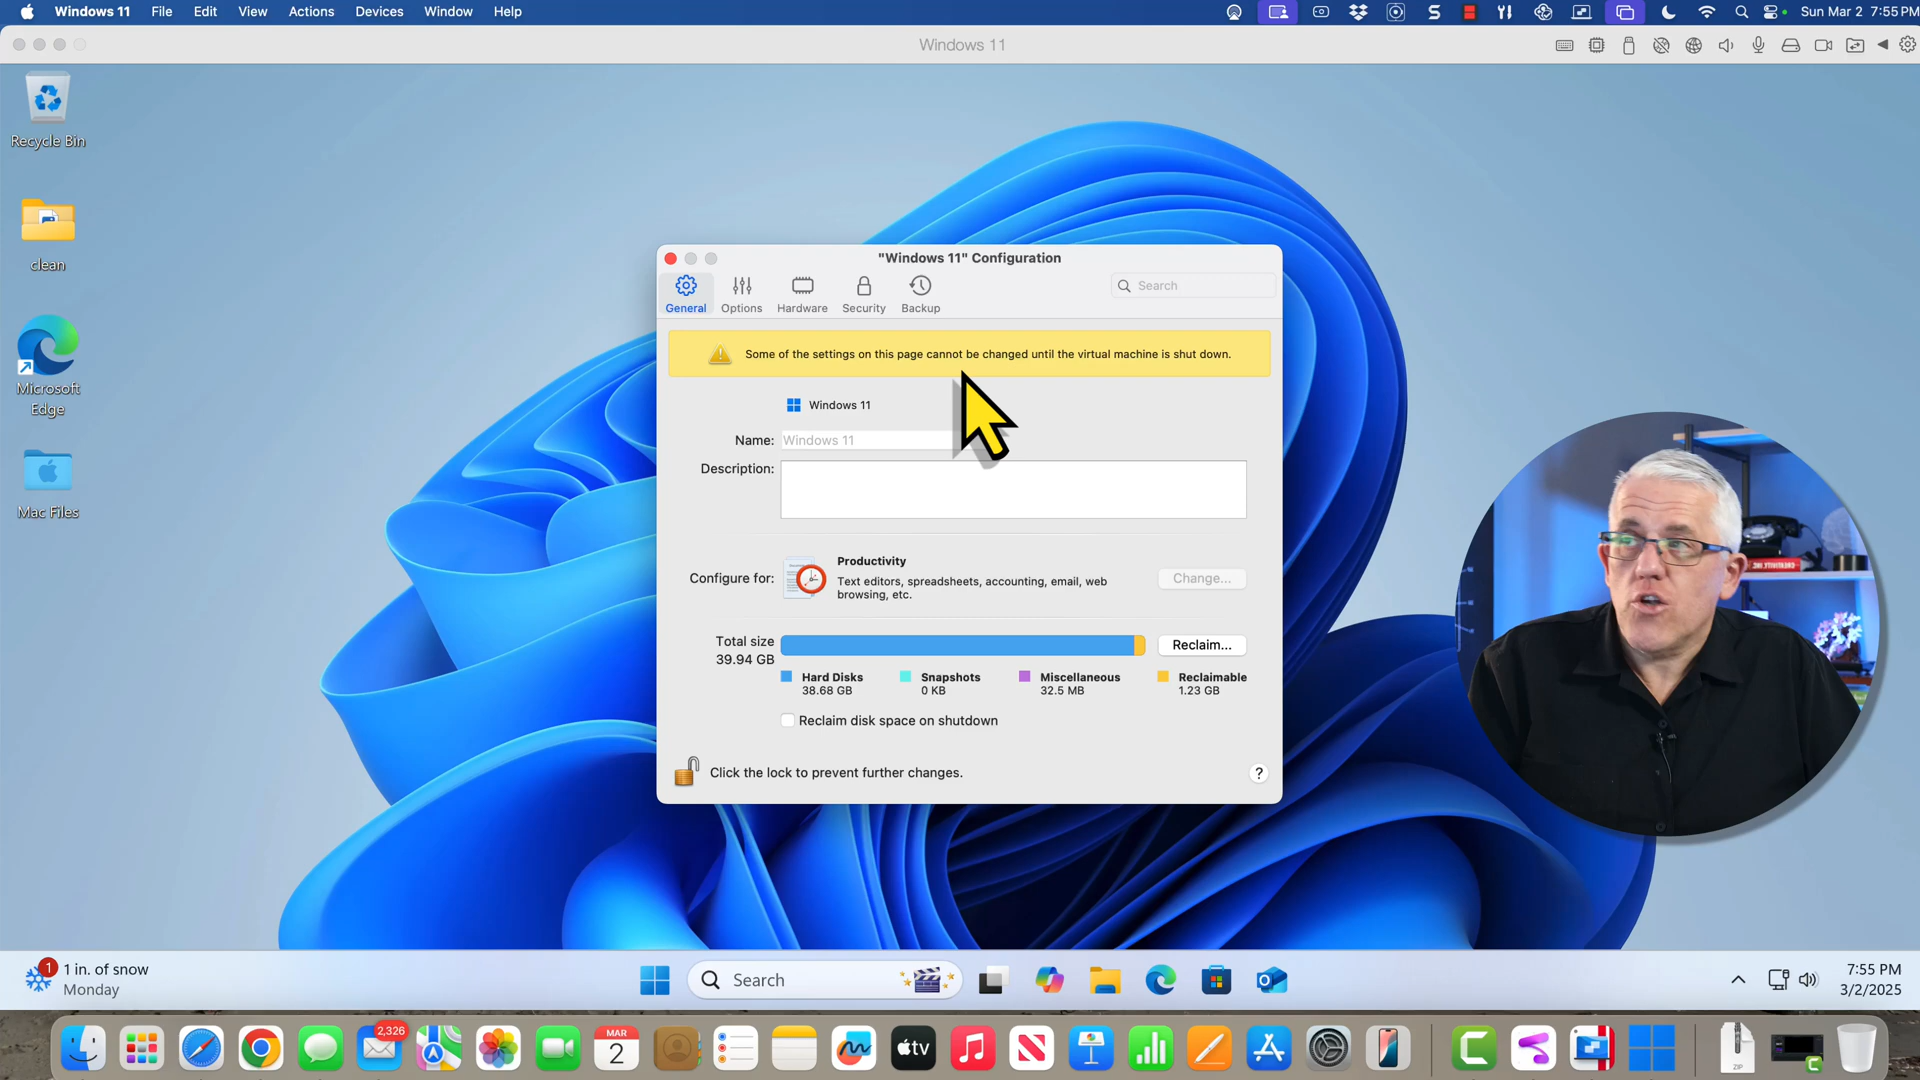 Windows 11 File Edit View Actions Devices Window Help
Sun Mar 2 7:55 PM
Windows 11
Recycle Bin
clean
Microsoft
Edge
Mac Files
"Windows 11" Configuration
General Options Hardware Security Backup
Search
Some of the settings on this page cannot be changed until the virtual machine is shut down.
Windows 11
Name: Windows 11
Description:
Configure for:
Productivity
Text editors, spreadsheets, accounting, email, web
browsing, etc.
Change...
Total size
39.94 GB
Reclaim...
Hard Disks
38.68 GB
Snapshots
0 KB
Miscellaneous
32.5 MB
Reclaimable
1.23 GB
Reclaim disk space on shutdown
Click the lock to prevent further changes.
?
1
1 in. of snow
Monday
Search
7:55 PM
3/2/2025
2,326
MAR
2
tv
ZIP